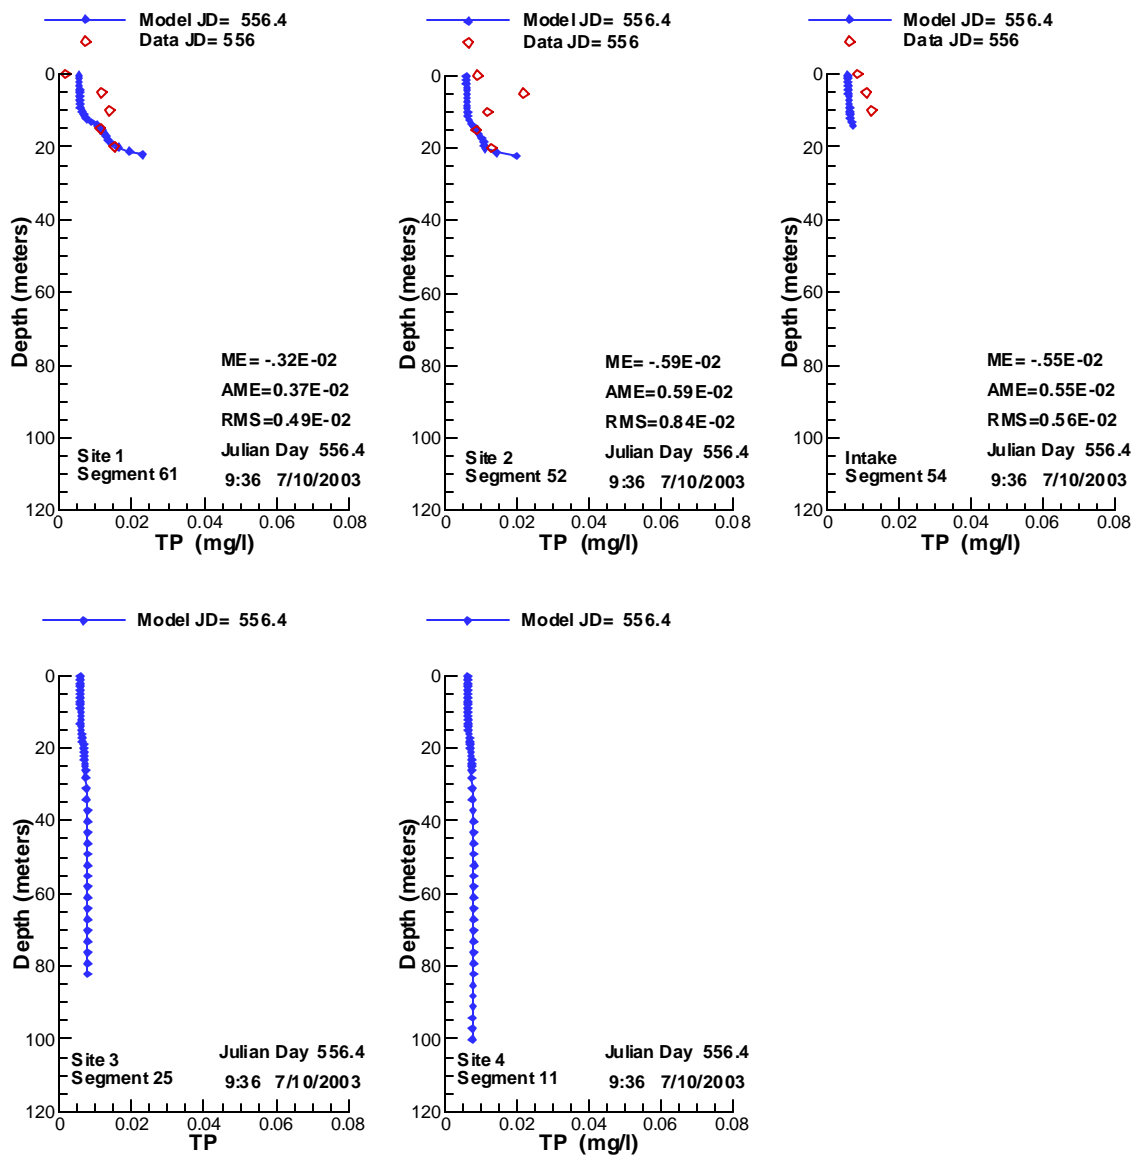 Model JD= 556.4
Data JD= 556
0
20
40
60
80
100
120
Depth (meters)
ME= -.32E-02
AME=0.37E-02
RMS=0.49E-02
Julian Day 556.4
9:36 7/10/2003
Site 1
Segment 61
0 0.02 0.04 0.06 0.08
TP (mg/l)
Model JD= 556.4
Data JD= 556
0
20
40
60
80
100
120
Depth (meters)
ME= -.59E-02
AME=0.59E-02
RMS=0.84E-02
Julian Day 556.4
9:36 7/10/2003
Site 2
Segment 52
0 0.02 0.04 0.06 0.08
TP (mg/l)
Model JD= 556.4
Data JD= 556
0
20
40
60
80
100
120
Depth (meters)
ME= -.55E-02
AME=0.55E-02
RMS=0.56E-02
Julian Day 556.4
9:36 7/10/2003
Intake
Segment 54
0 0.02 0.04 0.06 0.08
TP (mg/l)
Model JD= 556.4
0
20
40
60
80
100
120
Depth (meters)
Site 3
Segment 25
Julian Day 556.4
9:36 7/10/2003
0 0.02 0.04 0.06 0.08
TP
Model JD= 556.4
0
20
40
60
80
100
120
Depth (meters)
Site 4
Segment 11
Julian Day 556.4
9:36 7/10/2003
0 0.02 0.04 0.06 0.08
TP (mg/l)